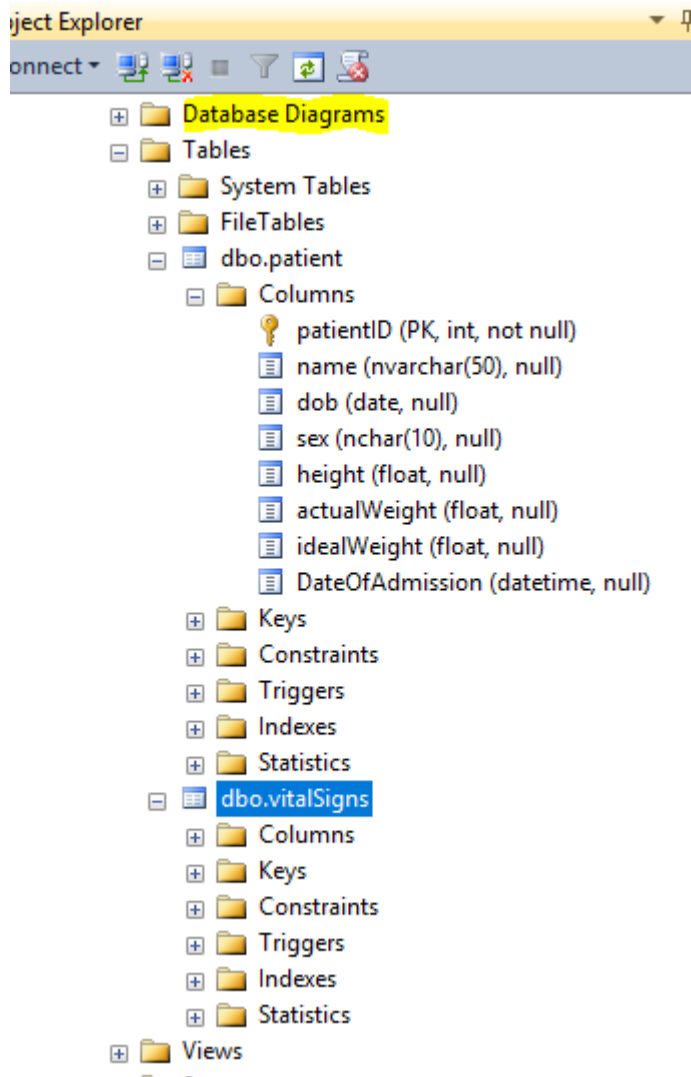 ject Explorer
onnect
Database Diagrams
Tables
System Tables
FileTables
dbo.patient
Columns
patientID (PK, int, not null)
name (nvarchar(50), null)
dob (date, null)
sex (nchar(10), null)
height (float, null)
actualWeight (float, null)
idealWeight (float, null)
DateOfAdmission (datetime, null)
Keys
Constraints
Triggers
Indexes
Statistics
dbo.vitalSigns
Columns
Keys
Constraints
Triggers
Indexes
Statistics
Views